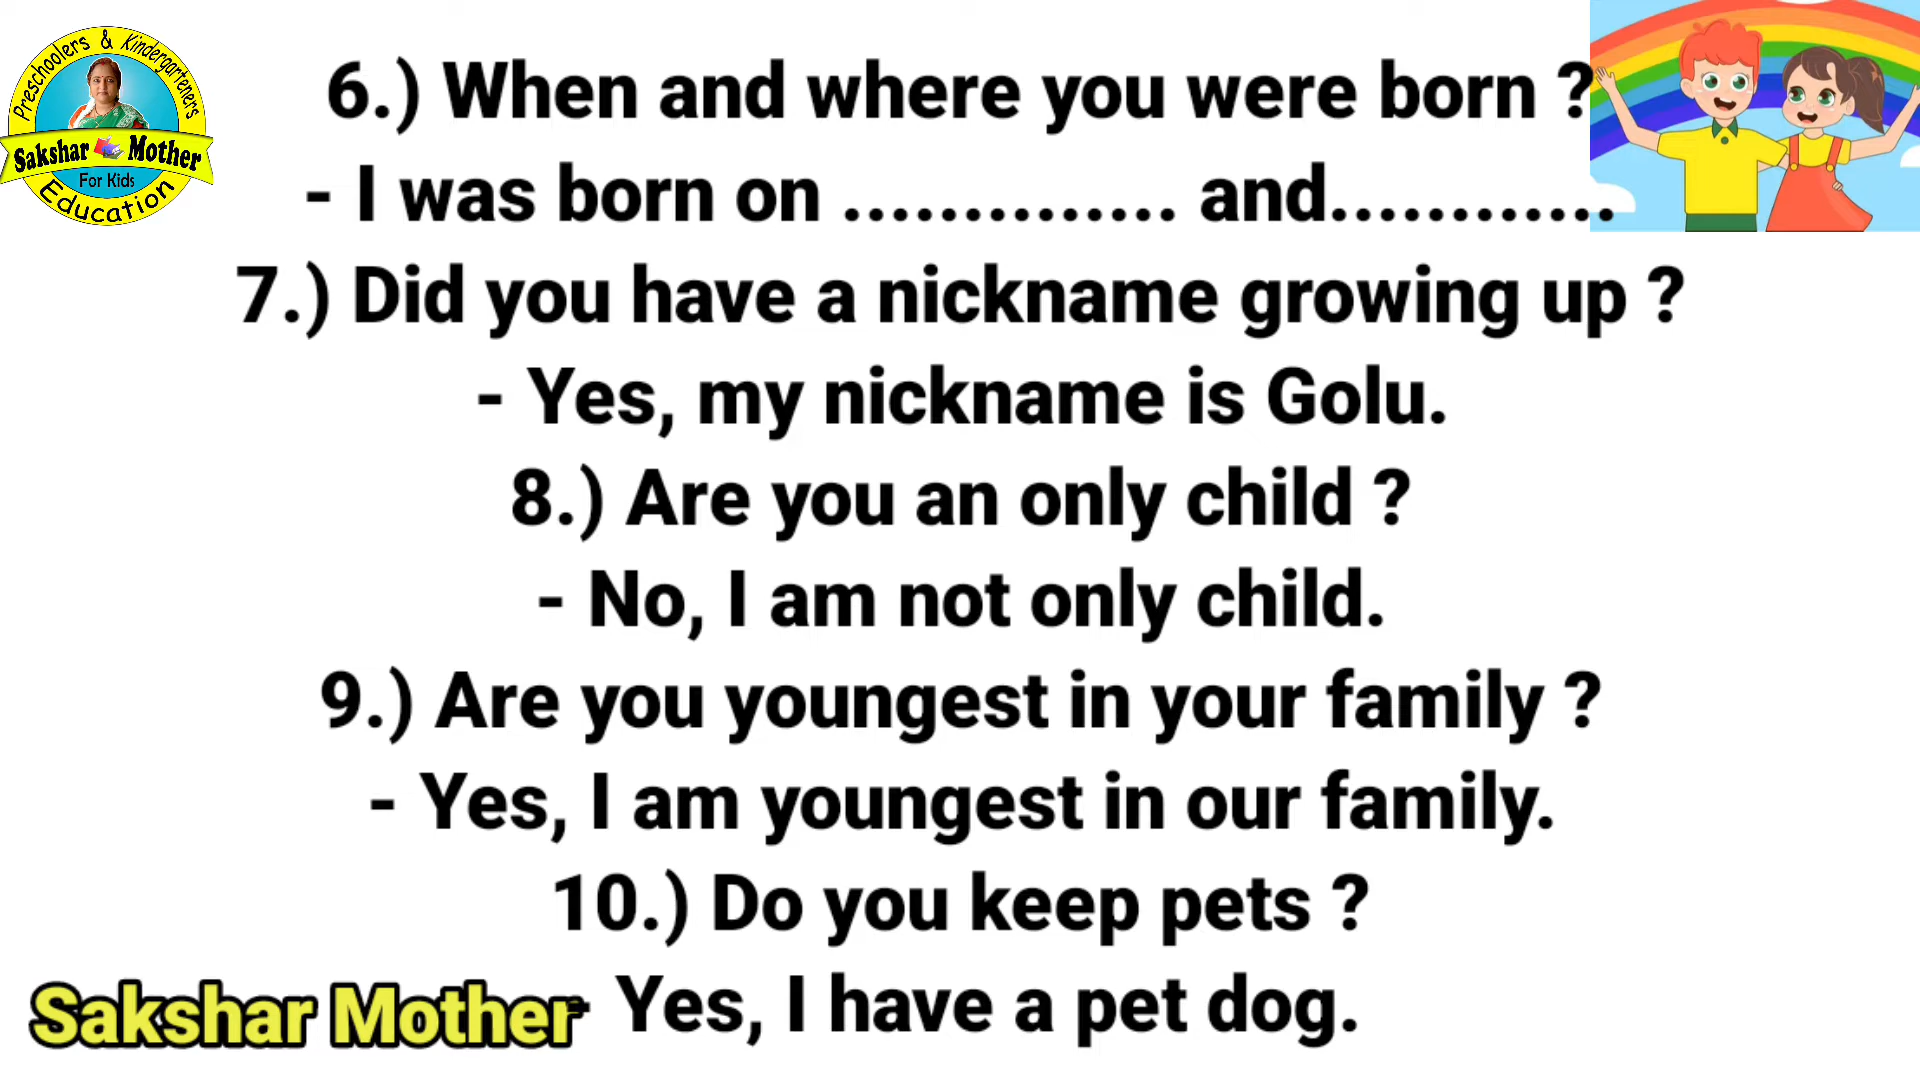 Preschoolers & Kindergarteners
Sakshar Mother
For Kids
Education
6.) When and where you were born ?
- I was born on .............. and............
7.) Did you have a nickname growing up ?
- Yes, my nickname is Golu.
8.) Are you an only child ?
- No, I am not only child.
9.) Are you youngest in your family ?
- Yes, I am youngest in our family.
10.) Do you keep pets ?
- Yes, I have a pet dog.
Sakshar Mother